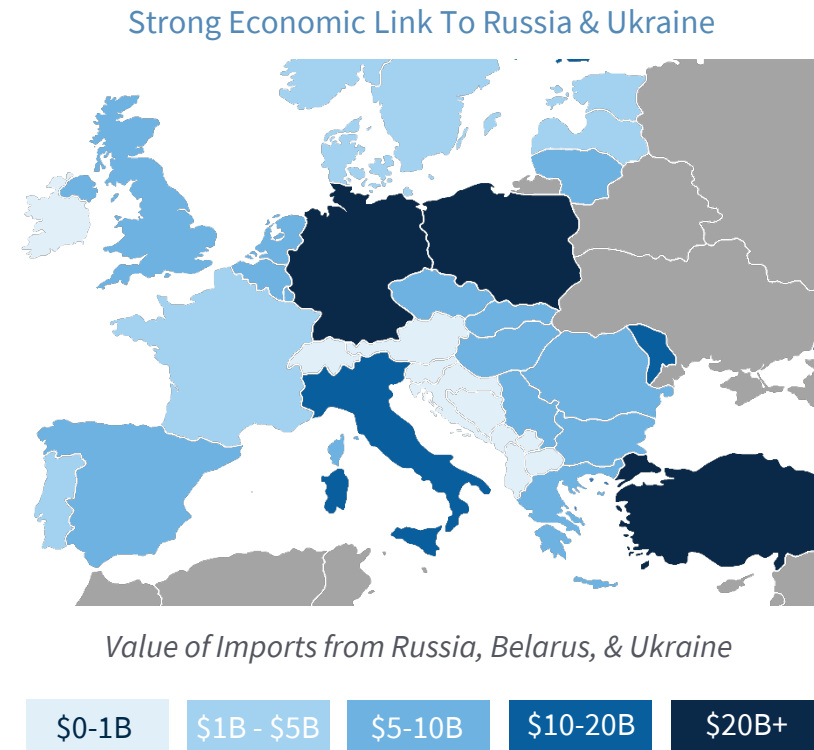 Strong Economic Link To Russia & Ukraine
Value of Imports from Russia, Belarus, & Ukraine
$0-1B $1B - $5B $5-10B $10-20B $20B+